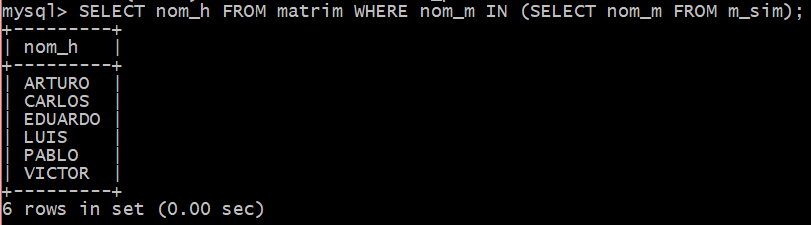 mysql> SELECT nom_h FROM matrim WHERE nom_m IN (SELECT nom_m FROM m_sim);
+---------+
| nom_h   |
+---------+
| ARTURO  |
| CARLOS  |
| EDUARDO |
| LUIS    |
| PABLO   |
| VICTOR  |
+---------+
6 rows in set (0.00 sec)